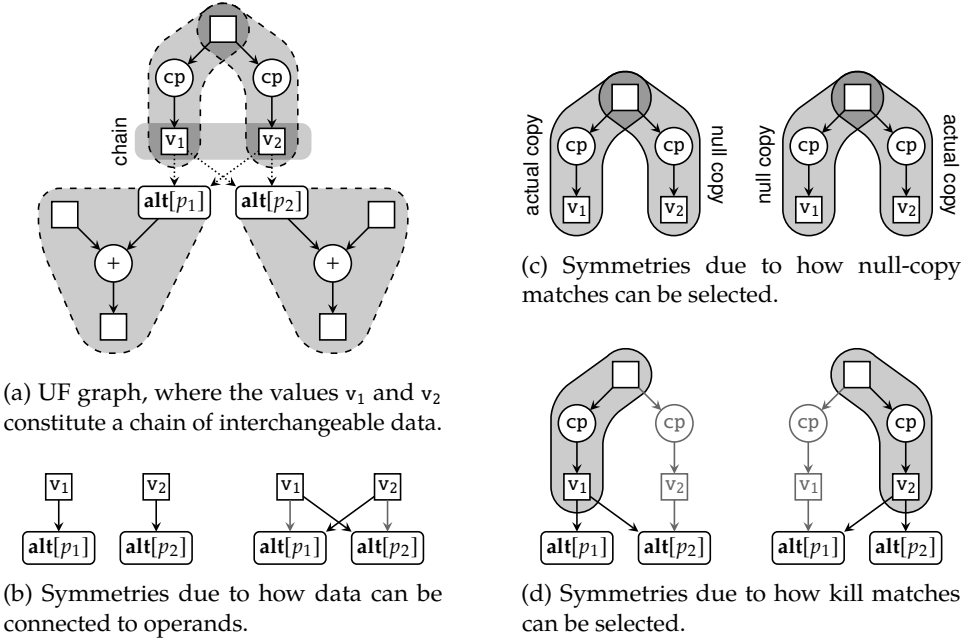 cp
cp
chain
v1
v2
alt[p1]
alt[p2]
+
+
(a) UF graph, where the values v1 and v2
constitute a chain of interchangeable data.
v1
v2
v1
v2
alt[p1]
alt[p2]
alt[p1]
alt[p2]
(b) Symmetries due to how data can be
connected to operands.
actual copy
cp
cp
null copy
v1
v2
null copy
cp
cp
actual copy
v1
v2
(c) Symmetries due to how null-copy
matches can be selected.
cp
cp
v1
v2
alt[p1]
alt[p2]
cp
cp
v1
v2
alt[p1]
alt[p2]
(d) Symmetries due to how kill matches
can be selected.